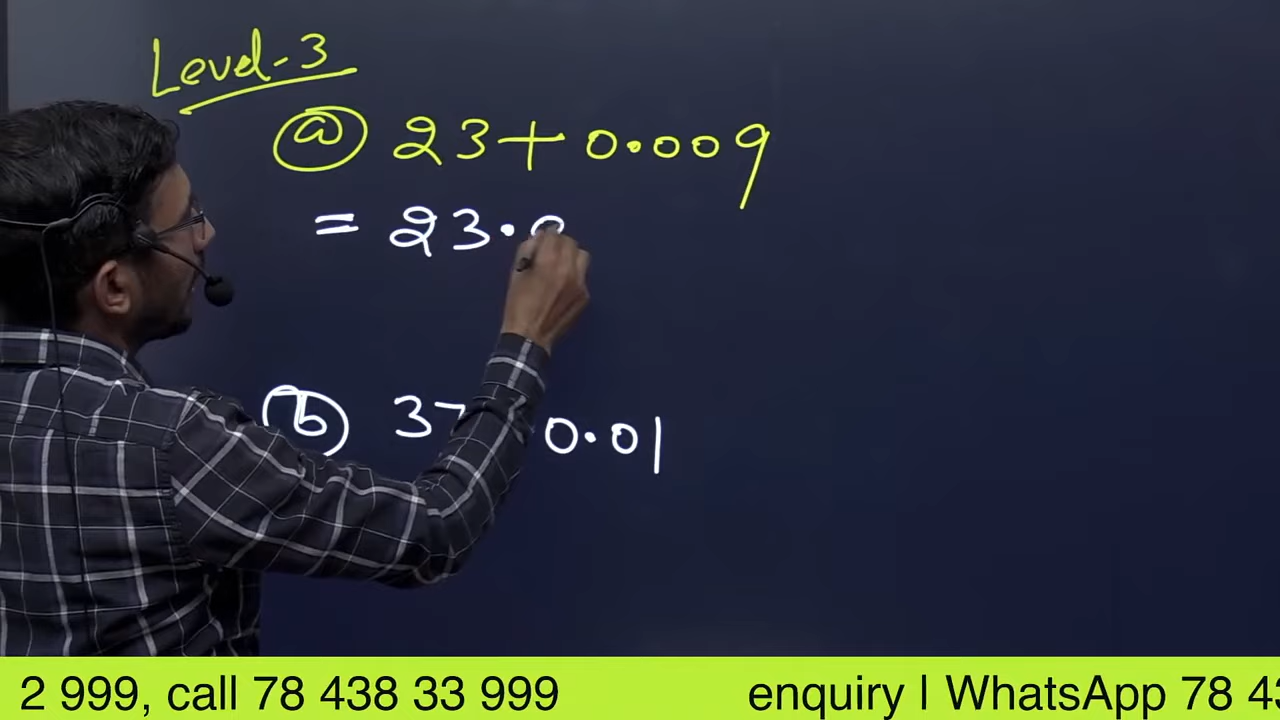 Level-3
(a) 23+0.009
= 23.0
(b) 37 0.01
2 999, call 78 438 33 999 enquiry | WhatsApp 78 43